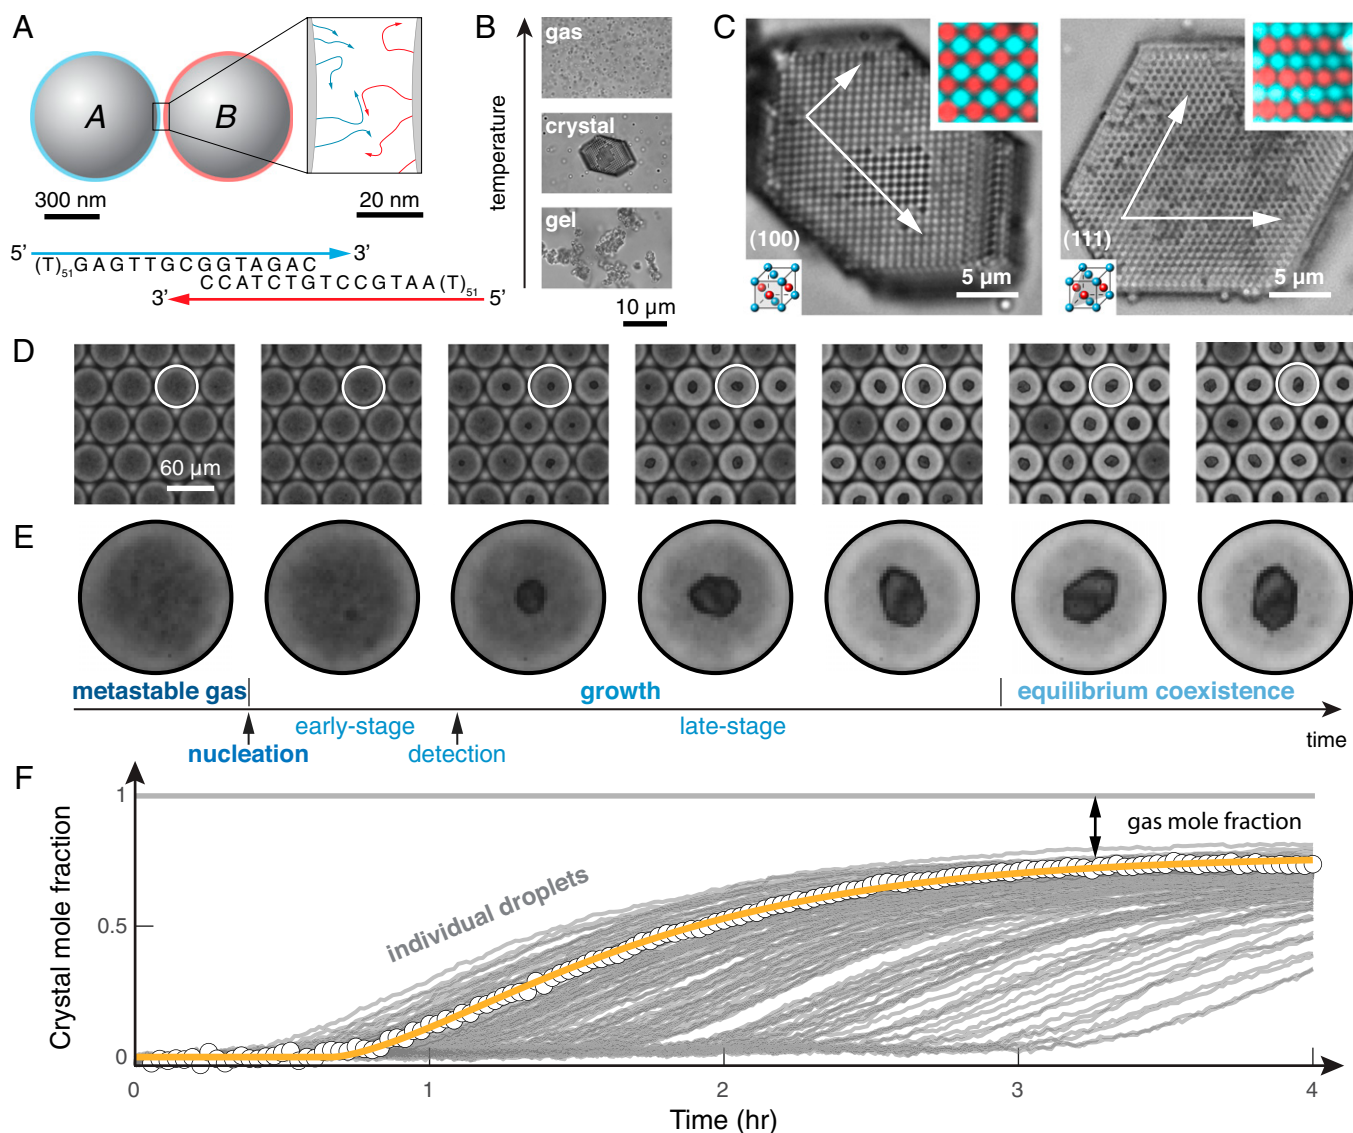 A
A
B
300 nm
20 nm
5’
3’
(T)51GAGTTGCGGTAGAC
CCATCTGTCCGTAA(T)51
3’
5’
B
temperature
gas
crystal
gel
10 µm
C
(100)
5 µm
(111)
5 µm
D
60 µm
E
metastable gas
growth
equilibrium coexistence
early-stage
late-stage
nucleation
detection
time
F
Crystal mole fraction
1
0.5
0
individual droplets
gas mole fraction
0
1
2
3
4
Time (hr)